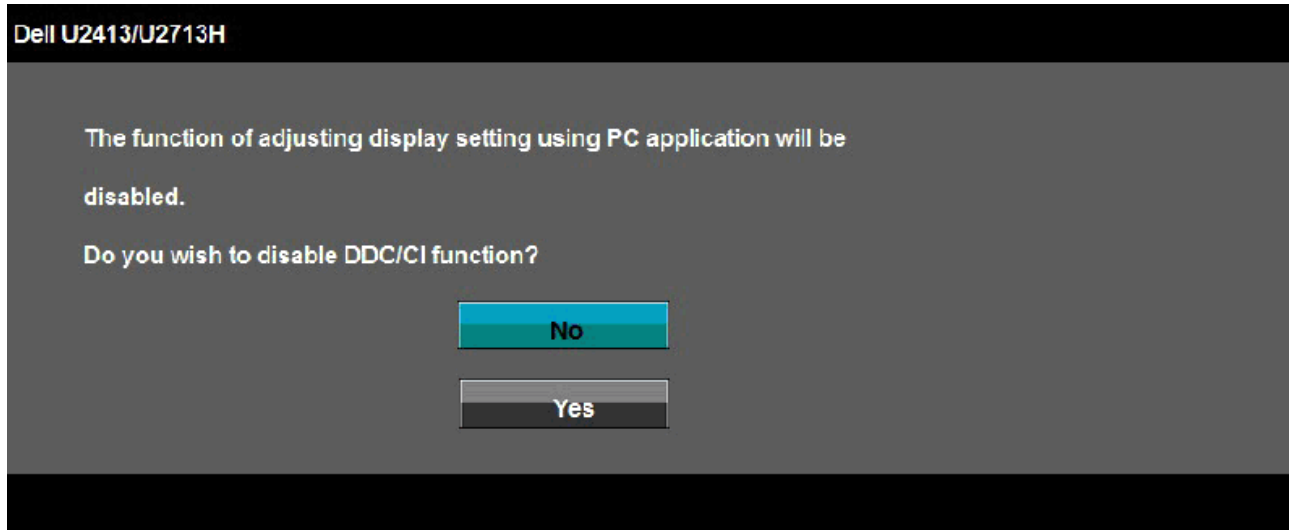 Dell U2413/U2713H
The function of adjusting display setting using PC application will be
disabled.
Do you wish to disable DDC/CI function?
No
Yes